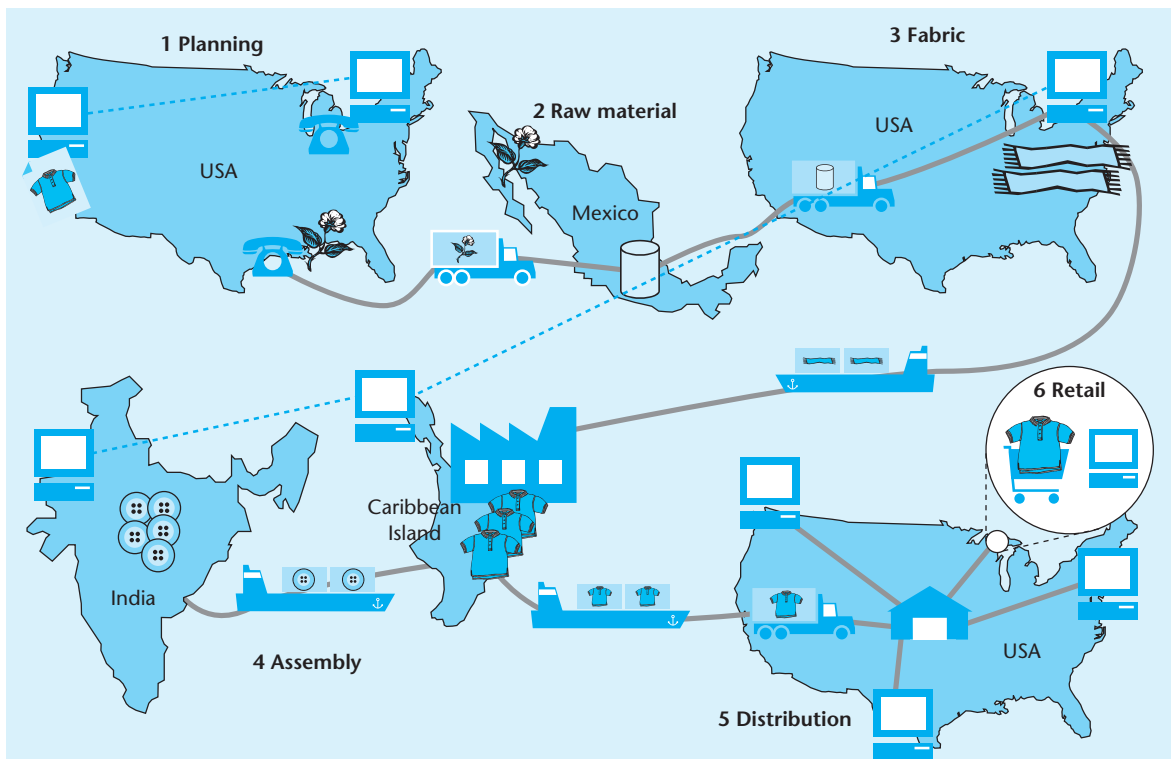 1 Planning
USA
2 Raw material
Mexico
3 Fabric
USA
India
Caribbean
Island
4 Assembly
5 Distribution
USA
6 Retail